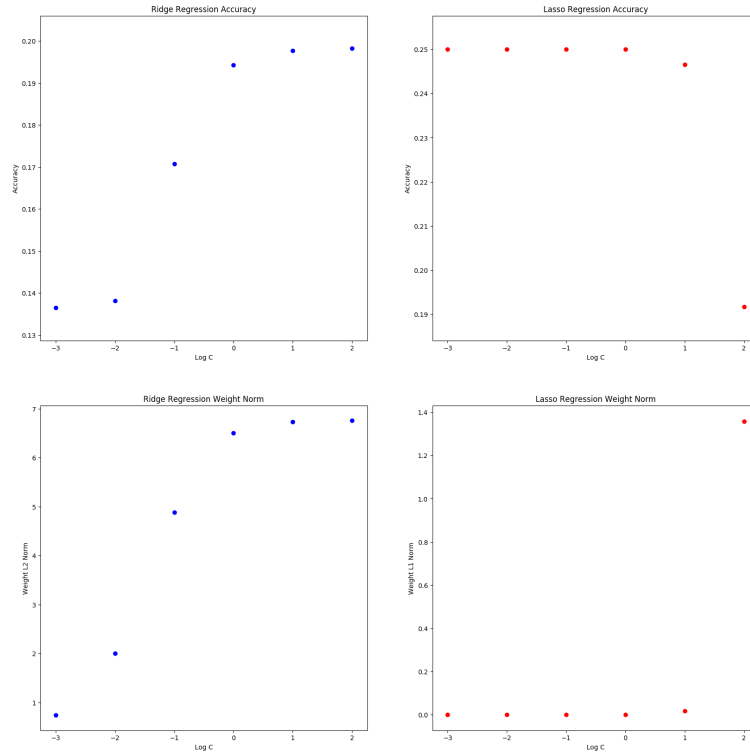 Ridge Regression Accuracy
0.20
0.19
0.18
0.17
0.16
0.15
0.14
0.13
Accuracy
−3 −2 −1 0 1 2
Log C
Lasso Regression Accuracy
0.25
0.24
0.23
0.22
0.21
0.20
0.19
Accuracy
−3 −2 −1 0 1 2
Log C
Ridge Regression Weight Norm
7
6
5
4
3
2
1
Weight L2 Norm
−3 −2 −1 0 1 2
Log C
Lasso Regression Weight Norm
1.4
1.2
1.0
0.8
0.6
0.4
0.2
0.0
Weight L1 Norm
−3 −2 −1 0 1 2
Log C